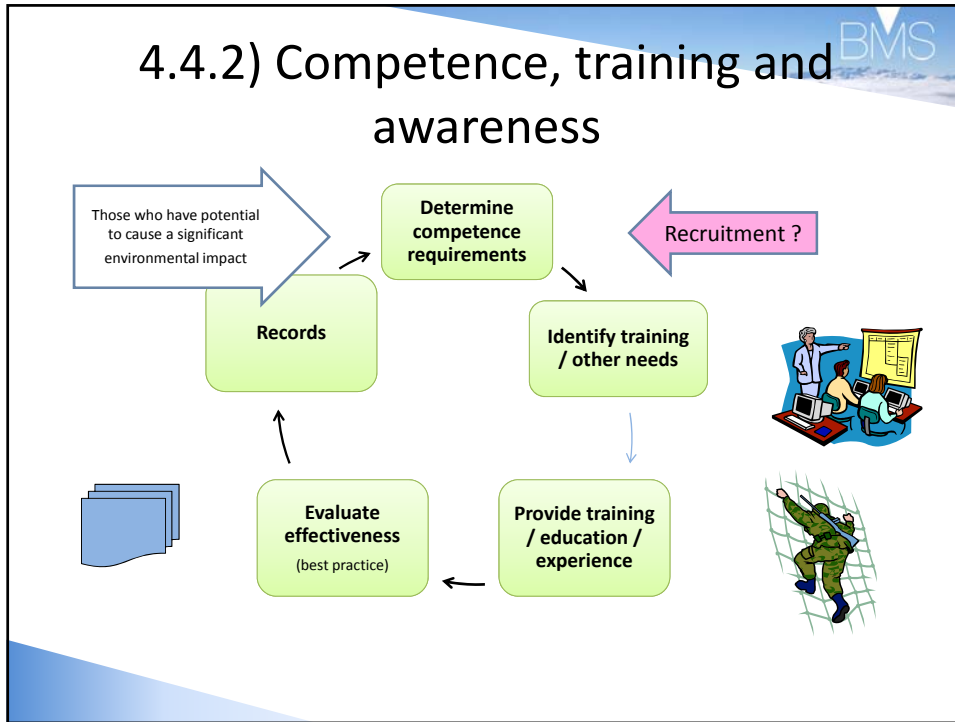 BMS
4.4.2) Competence, training and
awareness
Those who have potential
to cause a significant
environmental impact
Determine
competence
requirements
Recruitment ?
Records
Identify training
/ other needs
Evaluate
effectiveness
(best practice)
Provide training
/ education /
experience